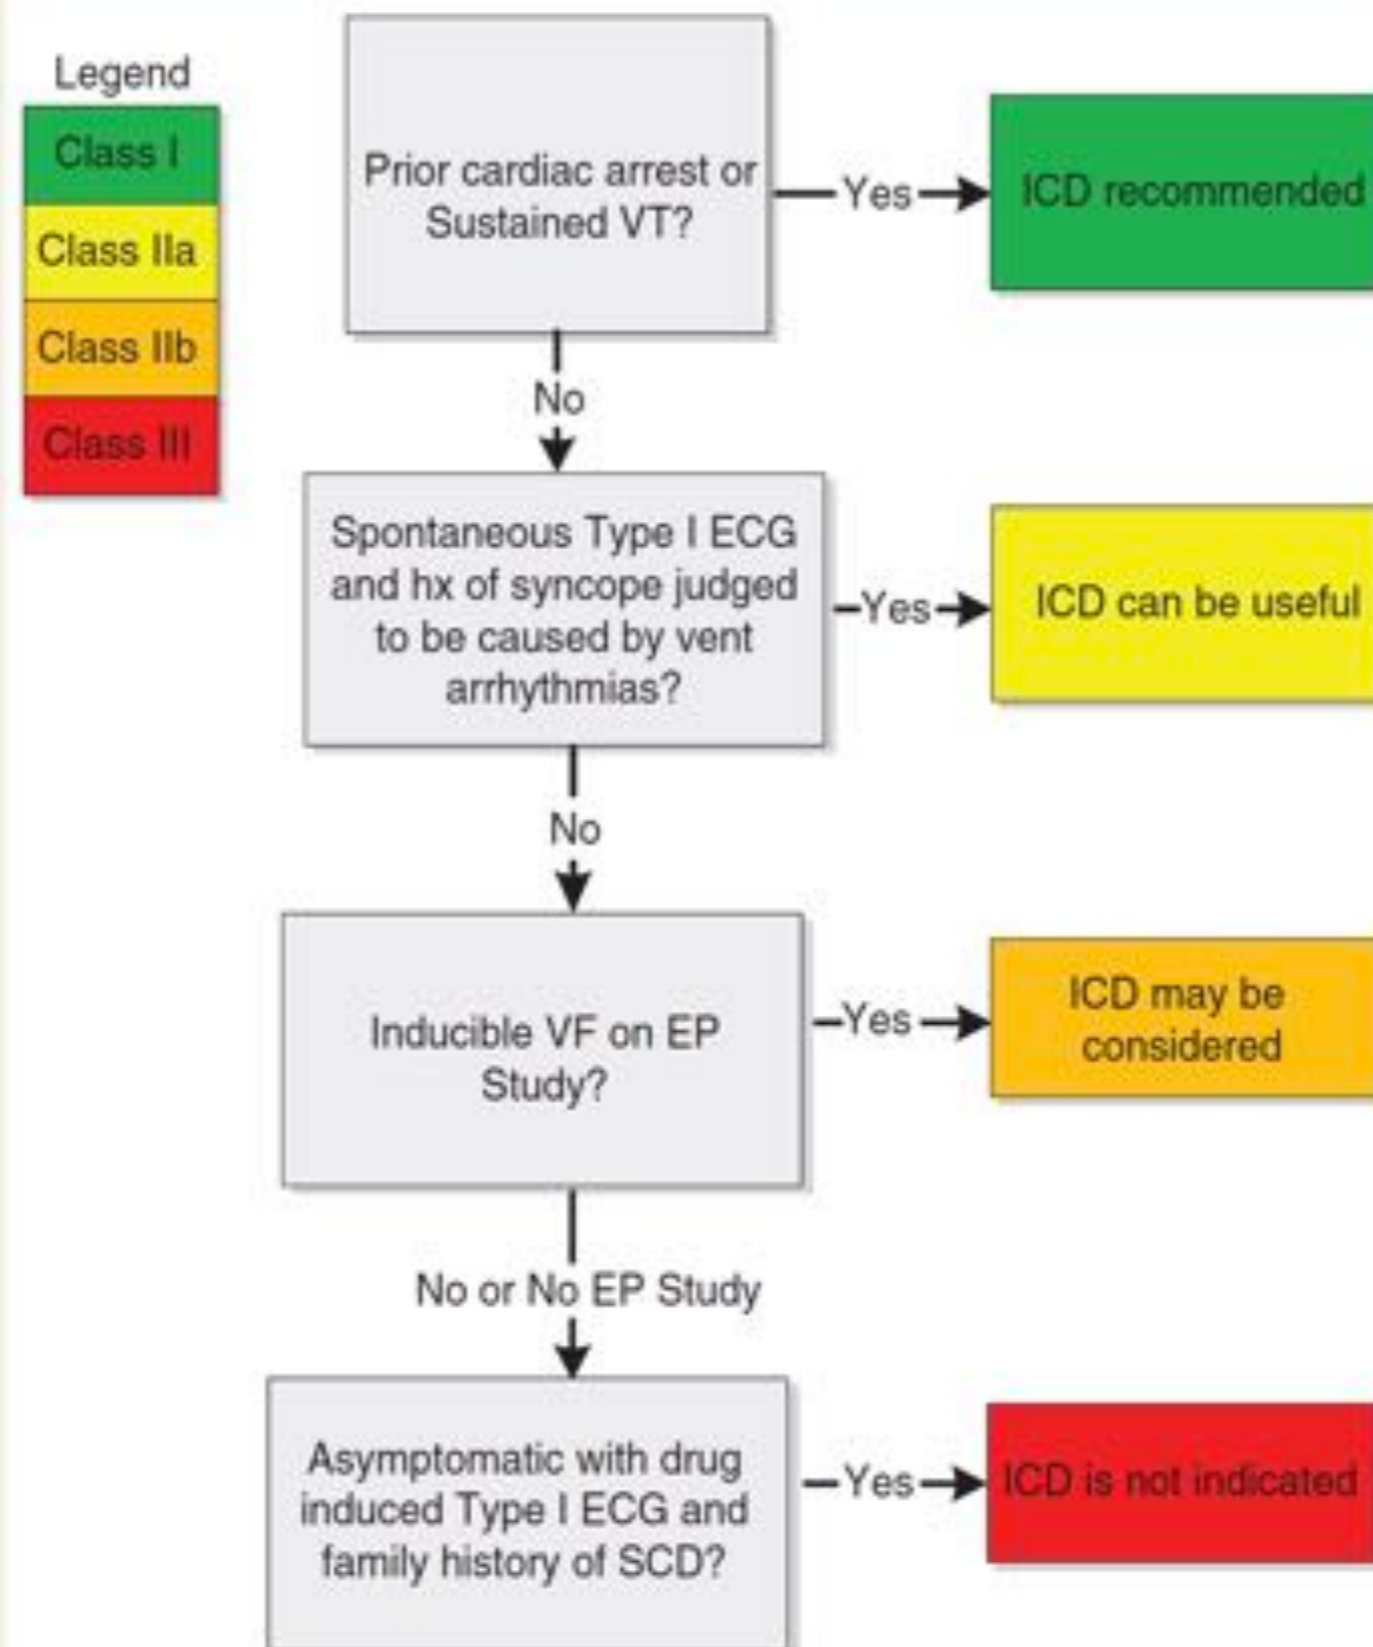 Legend
Class I
Class IIa
Class IIb
Class III
Prior cardiac arrest or
Sustained VT?
Yes
ICD recommended
No
Spontaneous Type I ECG
and hx of syncope judged
to be caused by vent
arrhythmias?
Yes
ICD can be useful
No
Inducible VF on EP
Study?
Yes
ICD may be
considered
No or No EP Study
Asymptomatic with drug
induced Type I ECG and
family history of SCD?
Yes
ICD is not indicated